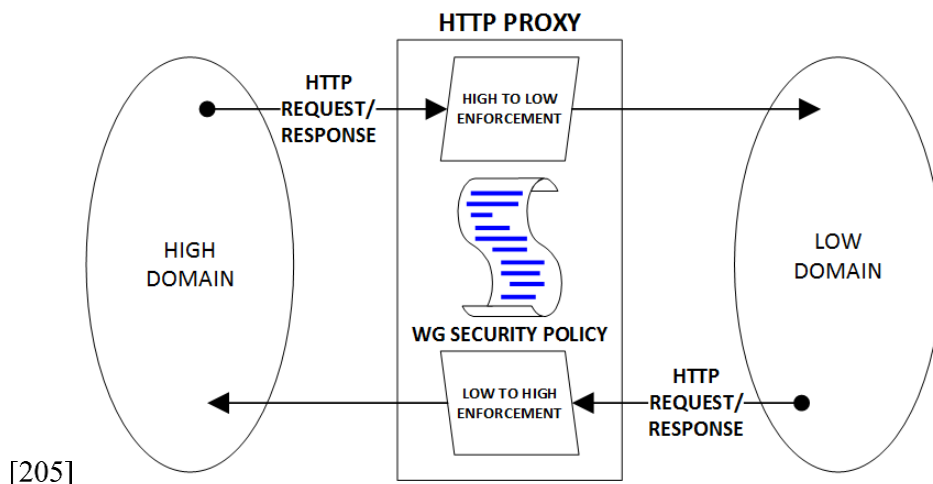 HTTP PROXY
HTTP
REQUEST/
RESPONSE
HIGH TO LOW
ENFORCEMENT
HIGH
DOMAIN
LOW
DOMAIN
WG SECURITY POLICY
LOW TO HIGH
ENFORCEMENT
HTTP
REQUEST/
RESPONSE
[205]